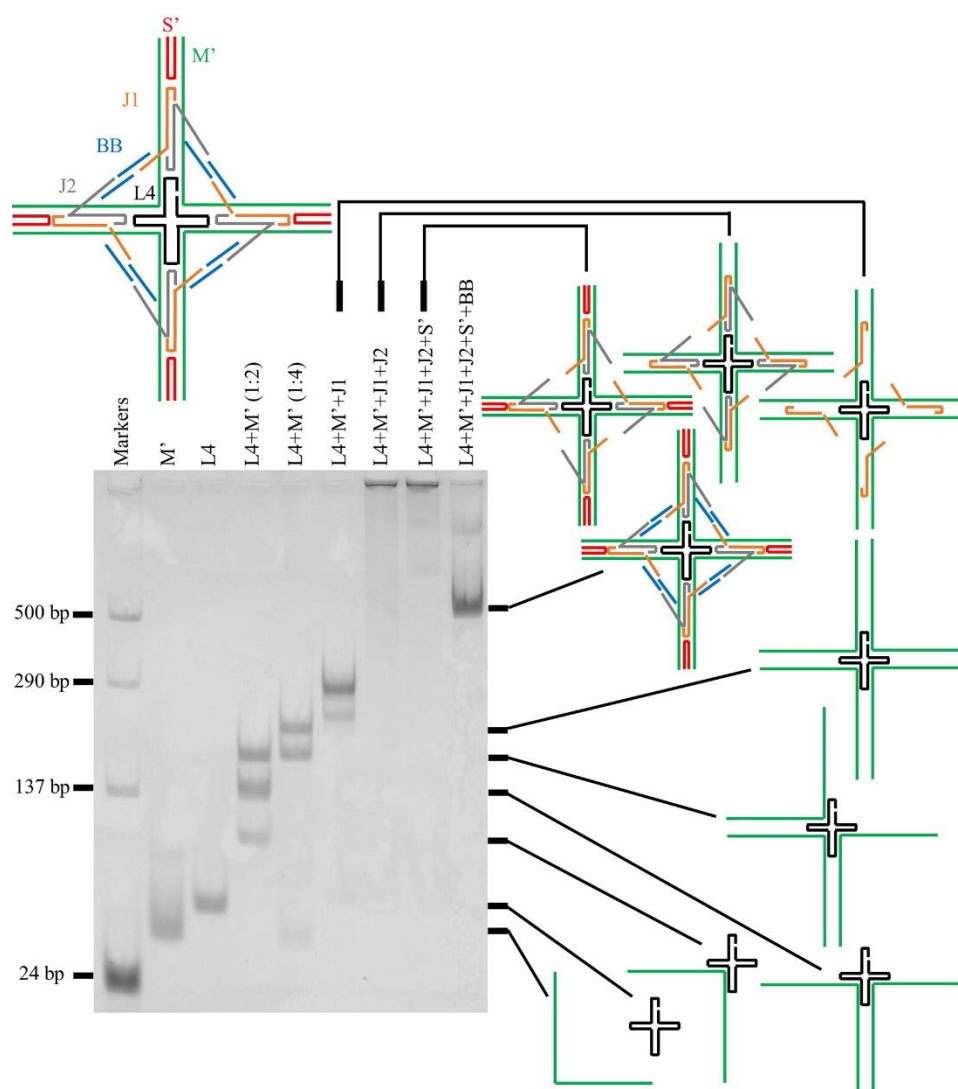 S’
M’
J1
BB
J2
L4
Markers
M’
L4
L4+M’ (1:2)
L4+M’ (1:4)
L4+M’+J1
L4+M’+J1+J2
L4+M’+J1+J2+S’
L4+M’+J1+J2+S’+BB
500 bp
290 bp
137 bp
24 bp